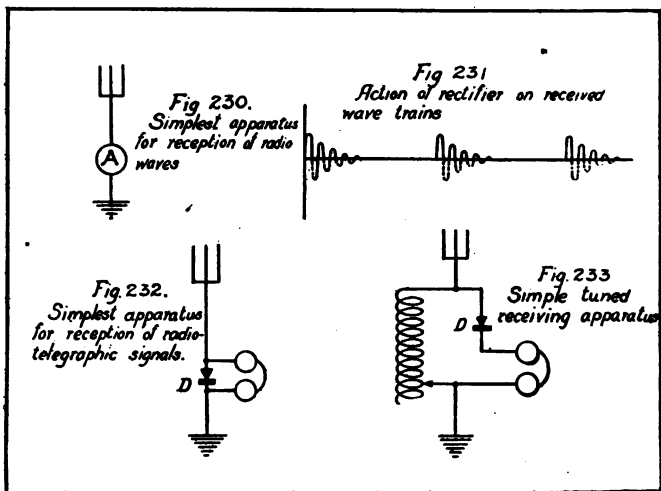 Fig 230.
Simplest apparatus
for reception of radio
waves
A
Fig 231
Action of rectifier on received
wave trains
Fig. 232.
Simplest apparatus
for reception of radio-
telegraphic signals.
D
Fig. 233
Simple tuned
receiving apparatus
D